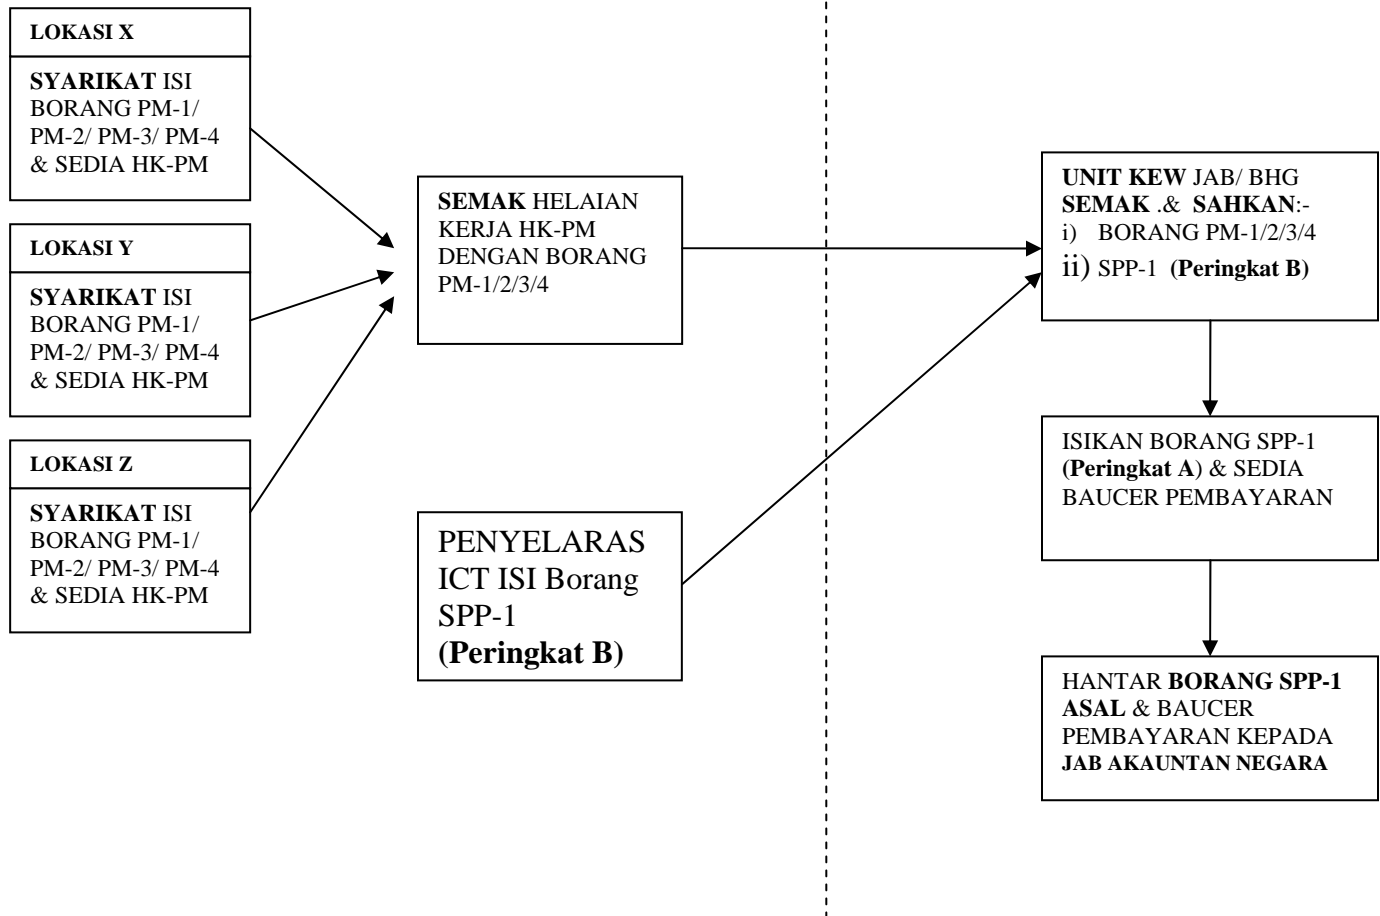 LOKASI X
SYARIKAT ISI
BORANG PM-1/
PM-2/ PM-3/ PM-4
& SEDIA HK-PM
LOKASI Y
SYARIKAT ISI
BORANG PM-1/
PM-2/ PM-3/ PM-4
& SEDIA HK-PM
LOKASI Z
SYARIKAT ISI
BORANG PM-1/
PM-2/ PM-3/ PM-4
& SEDIA HK-PM
SEMAK HELAIAN
KERJA HK-PM
DENGAN BORANG
PM-1/2/3/4
PENYELARAS
ICT ISI Borang
SPP-1
(Peringkat B)
UNIT KEW JAB/ BHG
SEMAK .& SAHKAN:-
i) BORANG PM-1/2/3/4
ii) SPP-1 (Peringkat B)
ISIKAN BORANG SPP-1
(Peringkat A) & SEDIA
BAUCER PEMBAYARAN
HANTAR BORANG SPP-1
ASAL & BAUCER
PEMBAYARAN KEPADA
JAB AKAUNTAN NEGARA